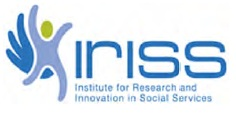 iriss
Institute for Research and
Innovation in Social Services